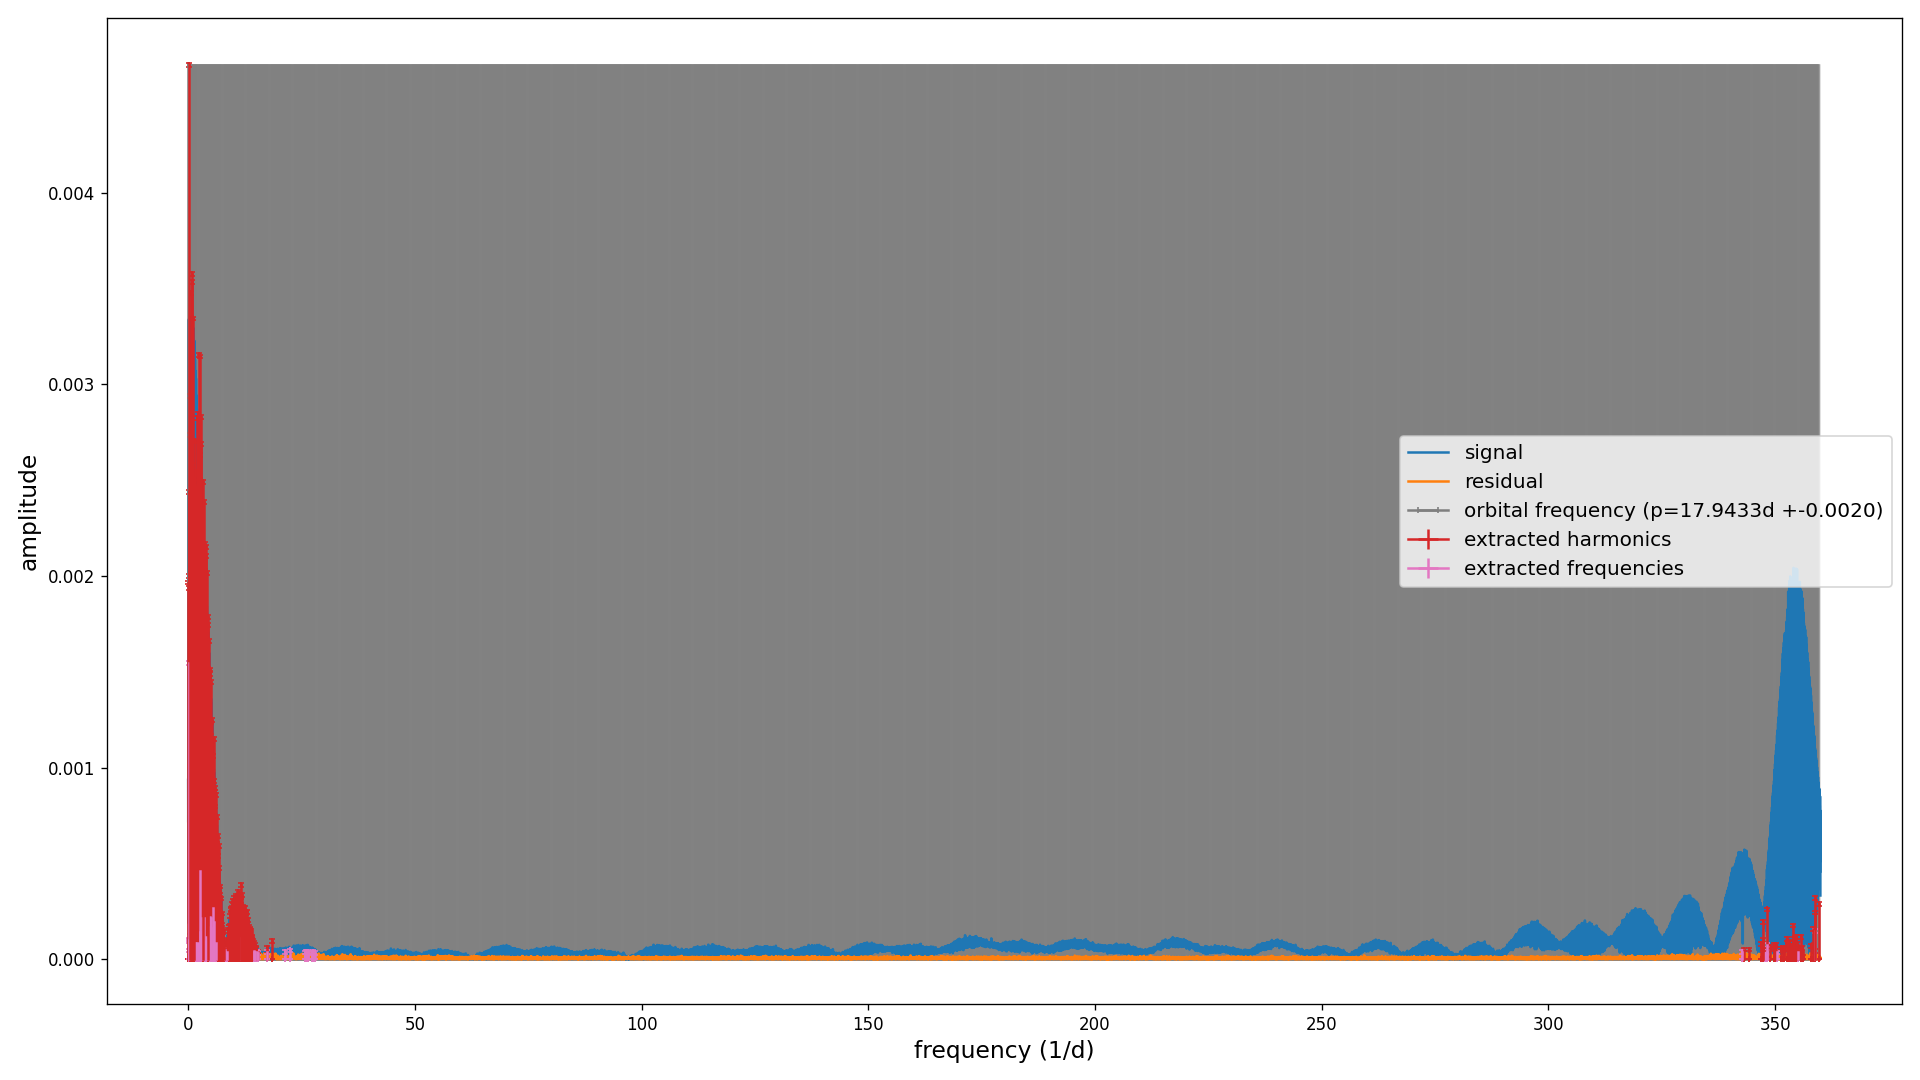 amplitude
0.004
0.003
0.002
0.001
0.000
signal
residual
orbital frequency (p=17.9433d +-0.0020)
extracted harmonics
extracted frequencies
0 50 100 150 200 250 300 350
frequency (1/d)